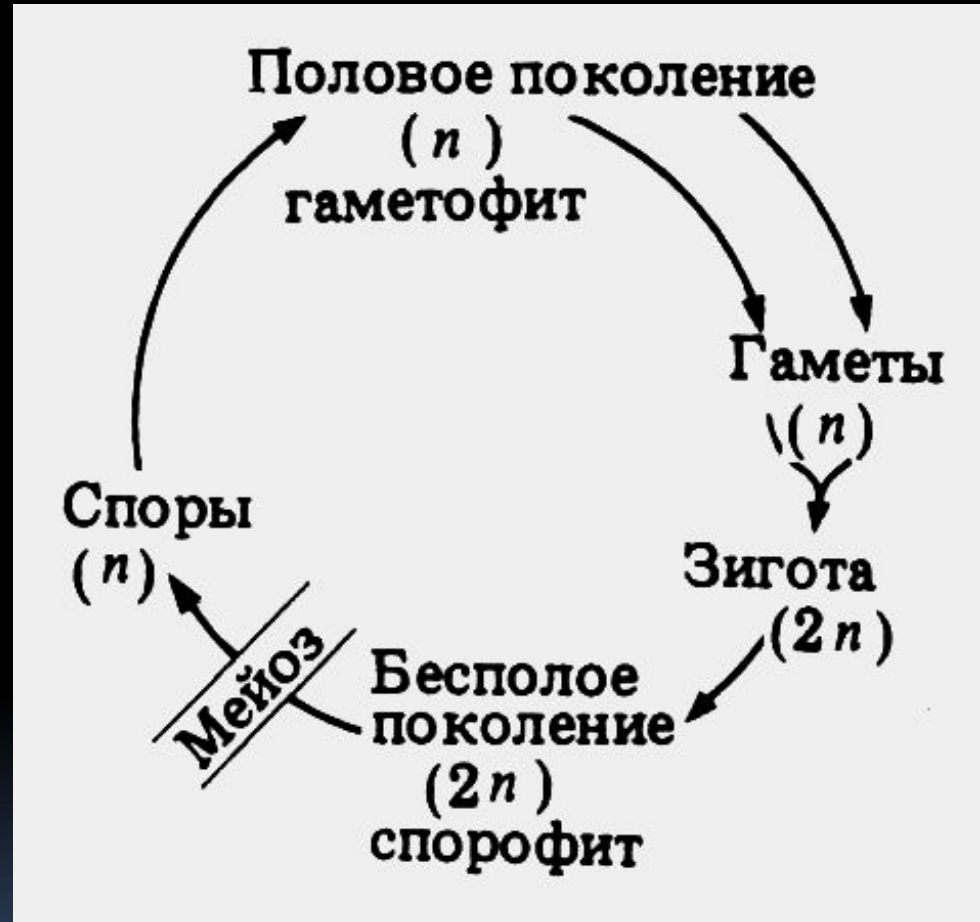 Половое поколение
(n)
гаметофит
Гаметы
(n)
Зигота
(2n)
Бесполое
поколение
(2n)
спорофит
Мейоз
Споры
(n)